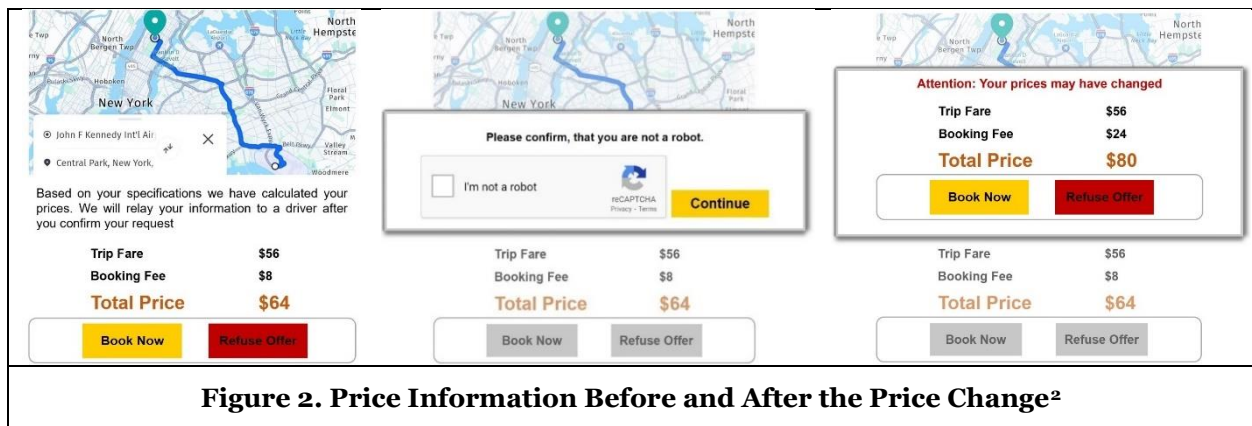 North
Hempste
e Twp
North
Bergen Twp
Hoboken
New York
Floral
Park
Elmont
Valley
Stream
Woodmere
John F Kennedy Int'l Air
Central Park, New York,
Based on your specifications we have calculated your
prices. We will relay your information to a driver after
you confirm your request
Trip Fare $56
Booking Fee $8
Total Price $64
Book Now Refuse Offer
North
Hempste
North
Bergen Twp
Hoboken
New York
Floral
Park
Elmont
Please confirm, that you are not a robot.
I'm not a robot
reCAPTCHA
Privacy - Terms
Continue
Trip Fare $56
Booking Fee $8
Total Price $64
Book Now Refuse Offer
North
Hempste
e Twp
North
Bergen Twp
Attention: Your prices may have changed
Trip Fare $56
Booking Fee $24
Total Price $80
Book Now Refuse Offer
Trip Fare $56
Booking Fee $8
Total Price $64
Book Now Refuse Offer
Figure 2. Price Information Before and After the Price Change²